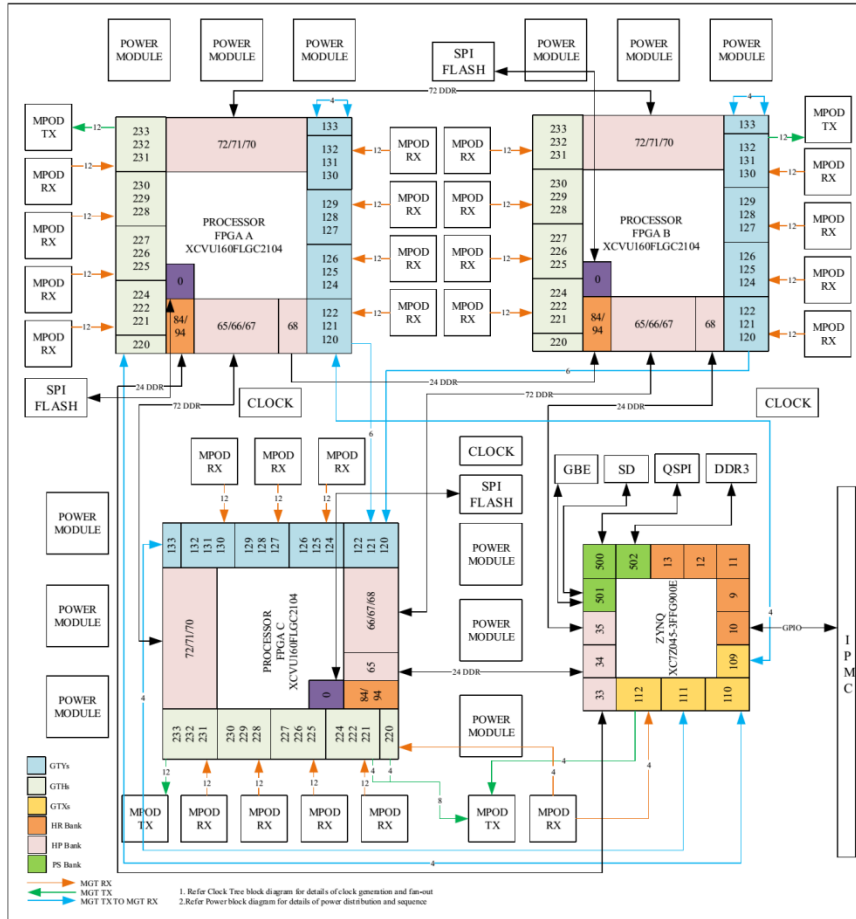 POWER
MODULE
POWER
MODULE
POWER
MODULE
SPI
FLASH
POWER
MODULE
POWER
MODULE
POWER
MODULE
4
72 DDR
4
MPOD
TX
12
233
232
231
72/71/70
133
132
131
130
12
MPOD
RX
MPOD
RX
12
233
232
231
72/71/70
133
132
131
130
12
MPOD
TX
MPOD
RX
12
12
MPOD
RX
MPOD
RX
12
230
229
228
129
128
127
12
MPOD
RX
MPOD
RX
12
230
229
228
129
128
127
12
MPOD
RX
PROCESSOR
FPGA A
XCVU160FLGC2104
PROCESSOR
FPGA B
XCVU160FLGC2104
MPOD
RX
12
227
226
225
126
125
124
12
MPOD
RX
MPOD
RX
12
227
226
225
126
125
124
12
MPOD
RX
0
0
MPOD
RX
12
224
222
221
220
84/
94
65/66/67
68
122
121
120
12
MPOD
RX
MPOD
RX
12
224
222
221
220
84/
94
65/66/67
68
122
121
120
12
MPOD
RX
SPI
FLASH
24 DDR
72 DDR
CLOCK
24 DDR
6
24 DDR
6
CLOCK
MPOD
RX
MPOD
RX
MPOD
RX
12
12
12
CLOCK
SPI
FLASH
GBE
SD
QSPI
DDR3
POWER
MODULE
133
132
131
130
129
128
127
126
125
124
122
121
120
POWER
MODULE
500
502
13
12
11
501
9
POWER
MODULE
72/71/70
PROCESSOR
FPGA C
XCVU160FLGC2104
66/67/68
72 DDR
POWER
MODULE
35
ZYNQ
XC7Z045-3FFG900E
10
GPIO
4
I
P
M
C
65
24 DDR
34
109
4
POWER
MODULE
0
84/
94
33
112
111
110
233
232
231
230
229
228
227
226
225
224
222
221
220
POWER
MODULE
12
12
12
12
12
4
4
8
4
4
4
MPOD
TX
MPOD
RX
MPOD
RX
MPOD
RX
MPOD
RX
MPOD
TX
MPOD
RX
4
GTYs
GTHs
GTXs
HR Bank
HP Bank
PS Bank
MGT RX
MGT TX
MGT TX TO MGT RX
1. Refer Clock Tree block diagram for details of clock generation and fan-out
2.Refer Power block diagram for details of power distribution and sequence